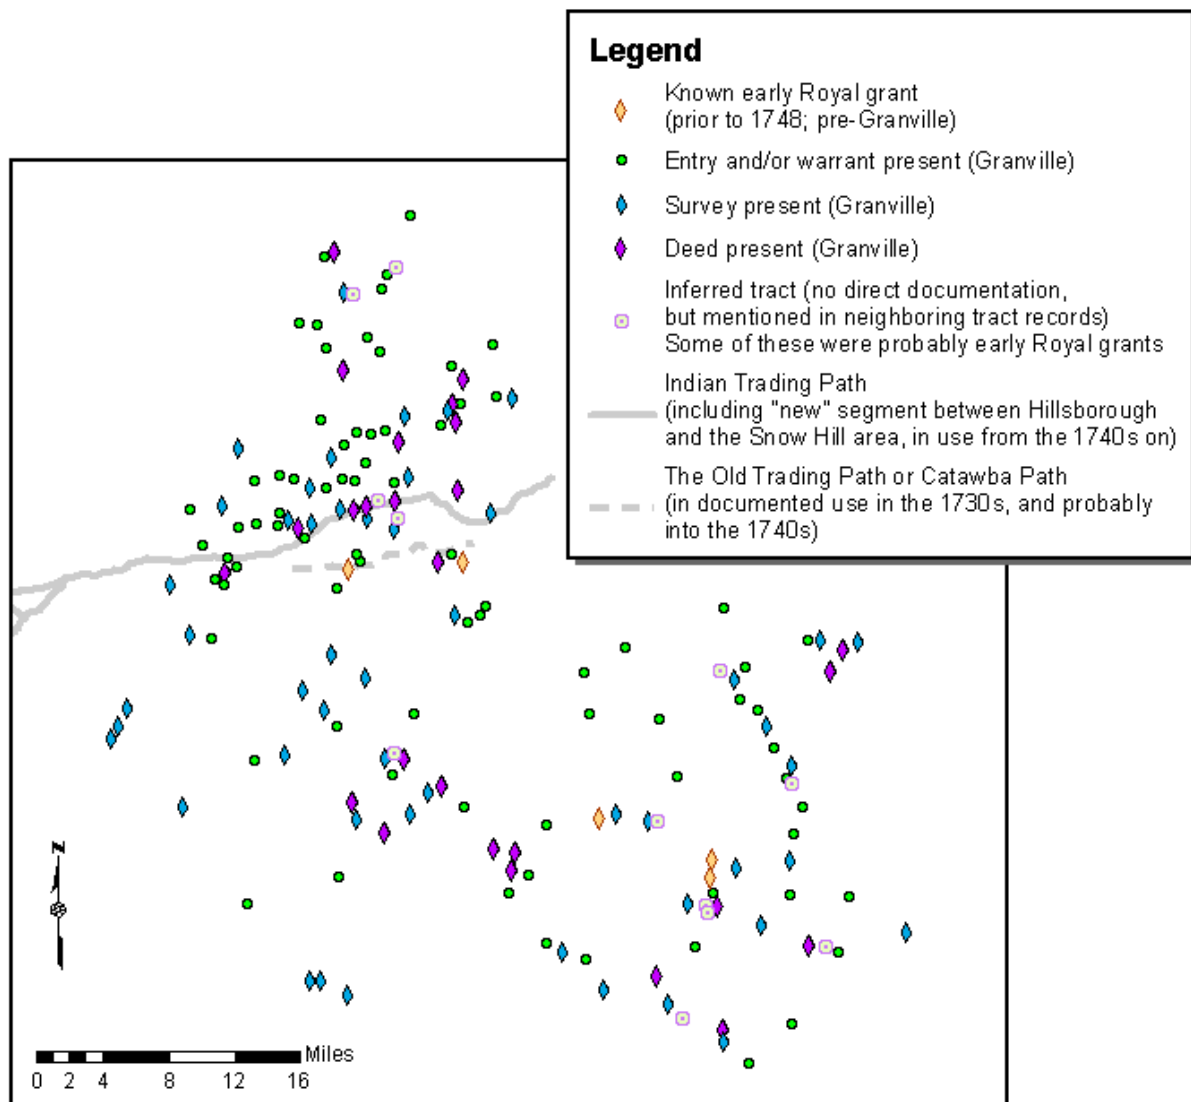 Legend
Known early Royal grant
(prior to 1748; pre-Granville)
Entry and/or warrant present (Granville)
Survey present (Granville)
Deed present (Granville)
Inferred tract (no direct documentation,
but mentioned in neighboring tract records)
Some of these were probably early Royal grants
Indian Trading Path
(including "new" segment between Hillsborough
and the Snow Hill area, in use from the 1740s on)
The Old Trading Path or Catawba Path
(in documented use in the 1730s, and probably
into the 1740s)
N
Miles
0 2 4 8 12 16